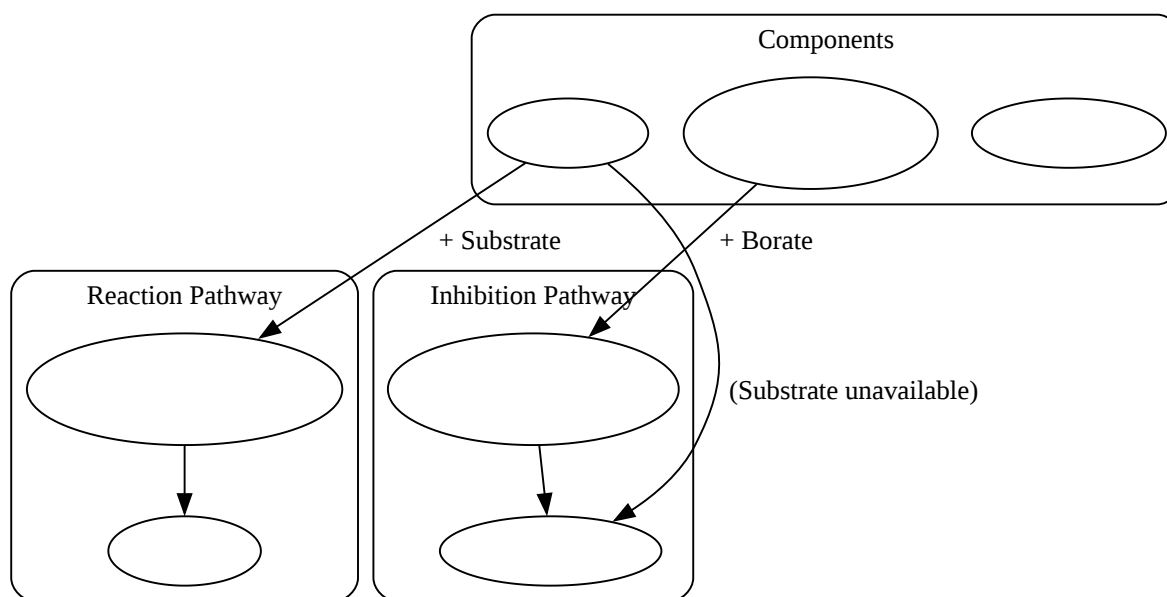 Components
+ Substrate
+ Borate
Reaction Pathway
Inhibition Pathway
(Substrate unavailable)